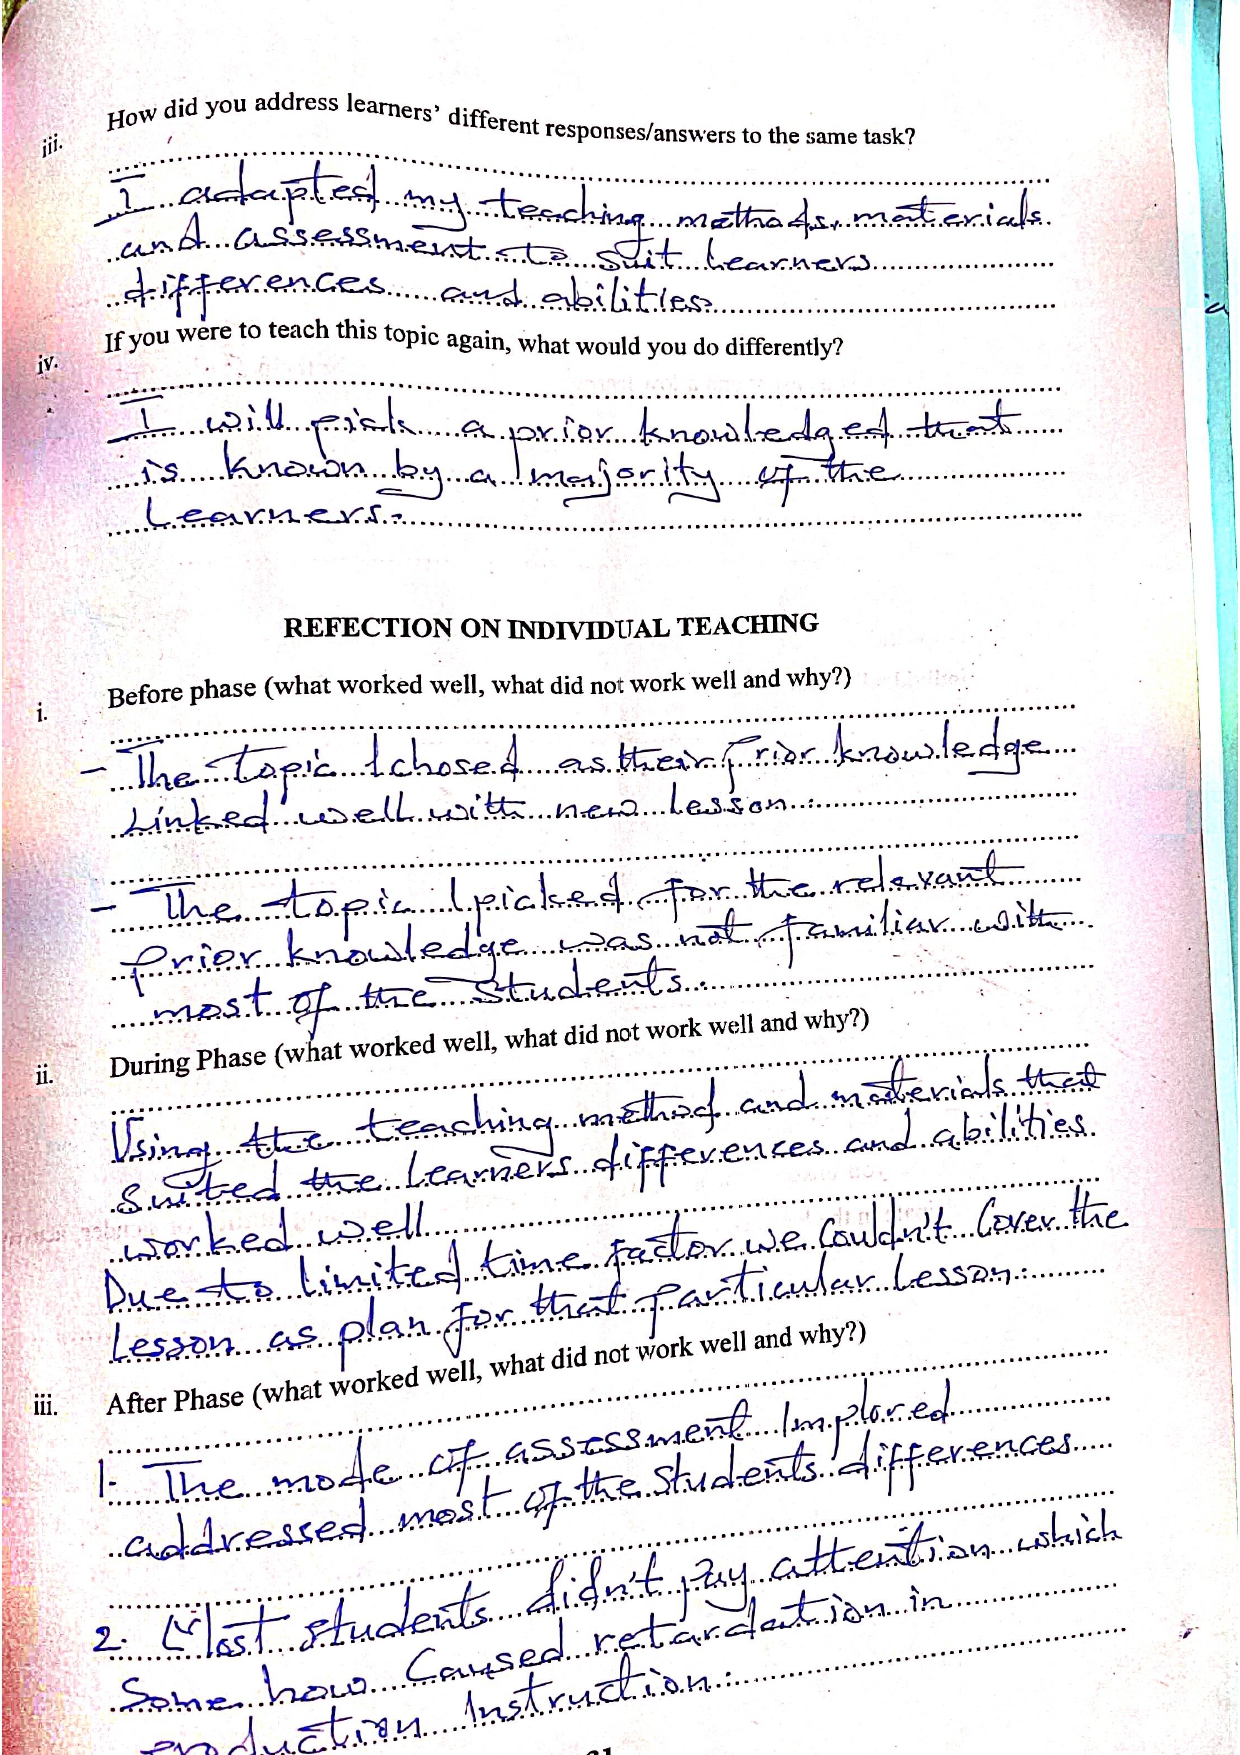 iii. How did you address learners' different responses/answers to the same task?
I adapted my teaching methods, materials
and assessment to suit learners
differences and abilities
iv. If you were to teach this topic again, what would you do differently?
I will pick a prior knowledged that
is known by a majority of the
Learners.
REFECTION ON INDIVIDUAL TEACHING
i. Before phase (what worked well, what did not work well and why?)
- The topic I chosed as their prior knowledge
Linked well with new lesson.
- The topic I picked for the relevant
prior knowledge was not familiar with
most of the students.
ii. During Phase (what worked well, what did not work well and why?)
Using the teaching method and materials that
suited the learners differences and abilities
worked well
Due to limited time factor we Couldn't Cover the
Lesson as plan for that particular Lesson.
iii. After Phase (what worked well, what did not work well and why?)
1. The mode of assessment Implored
addressed most of the students differences
2. Most students didn't pay attention which
Some how Caused retardation in
Instruction.